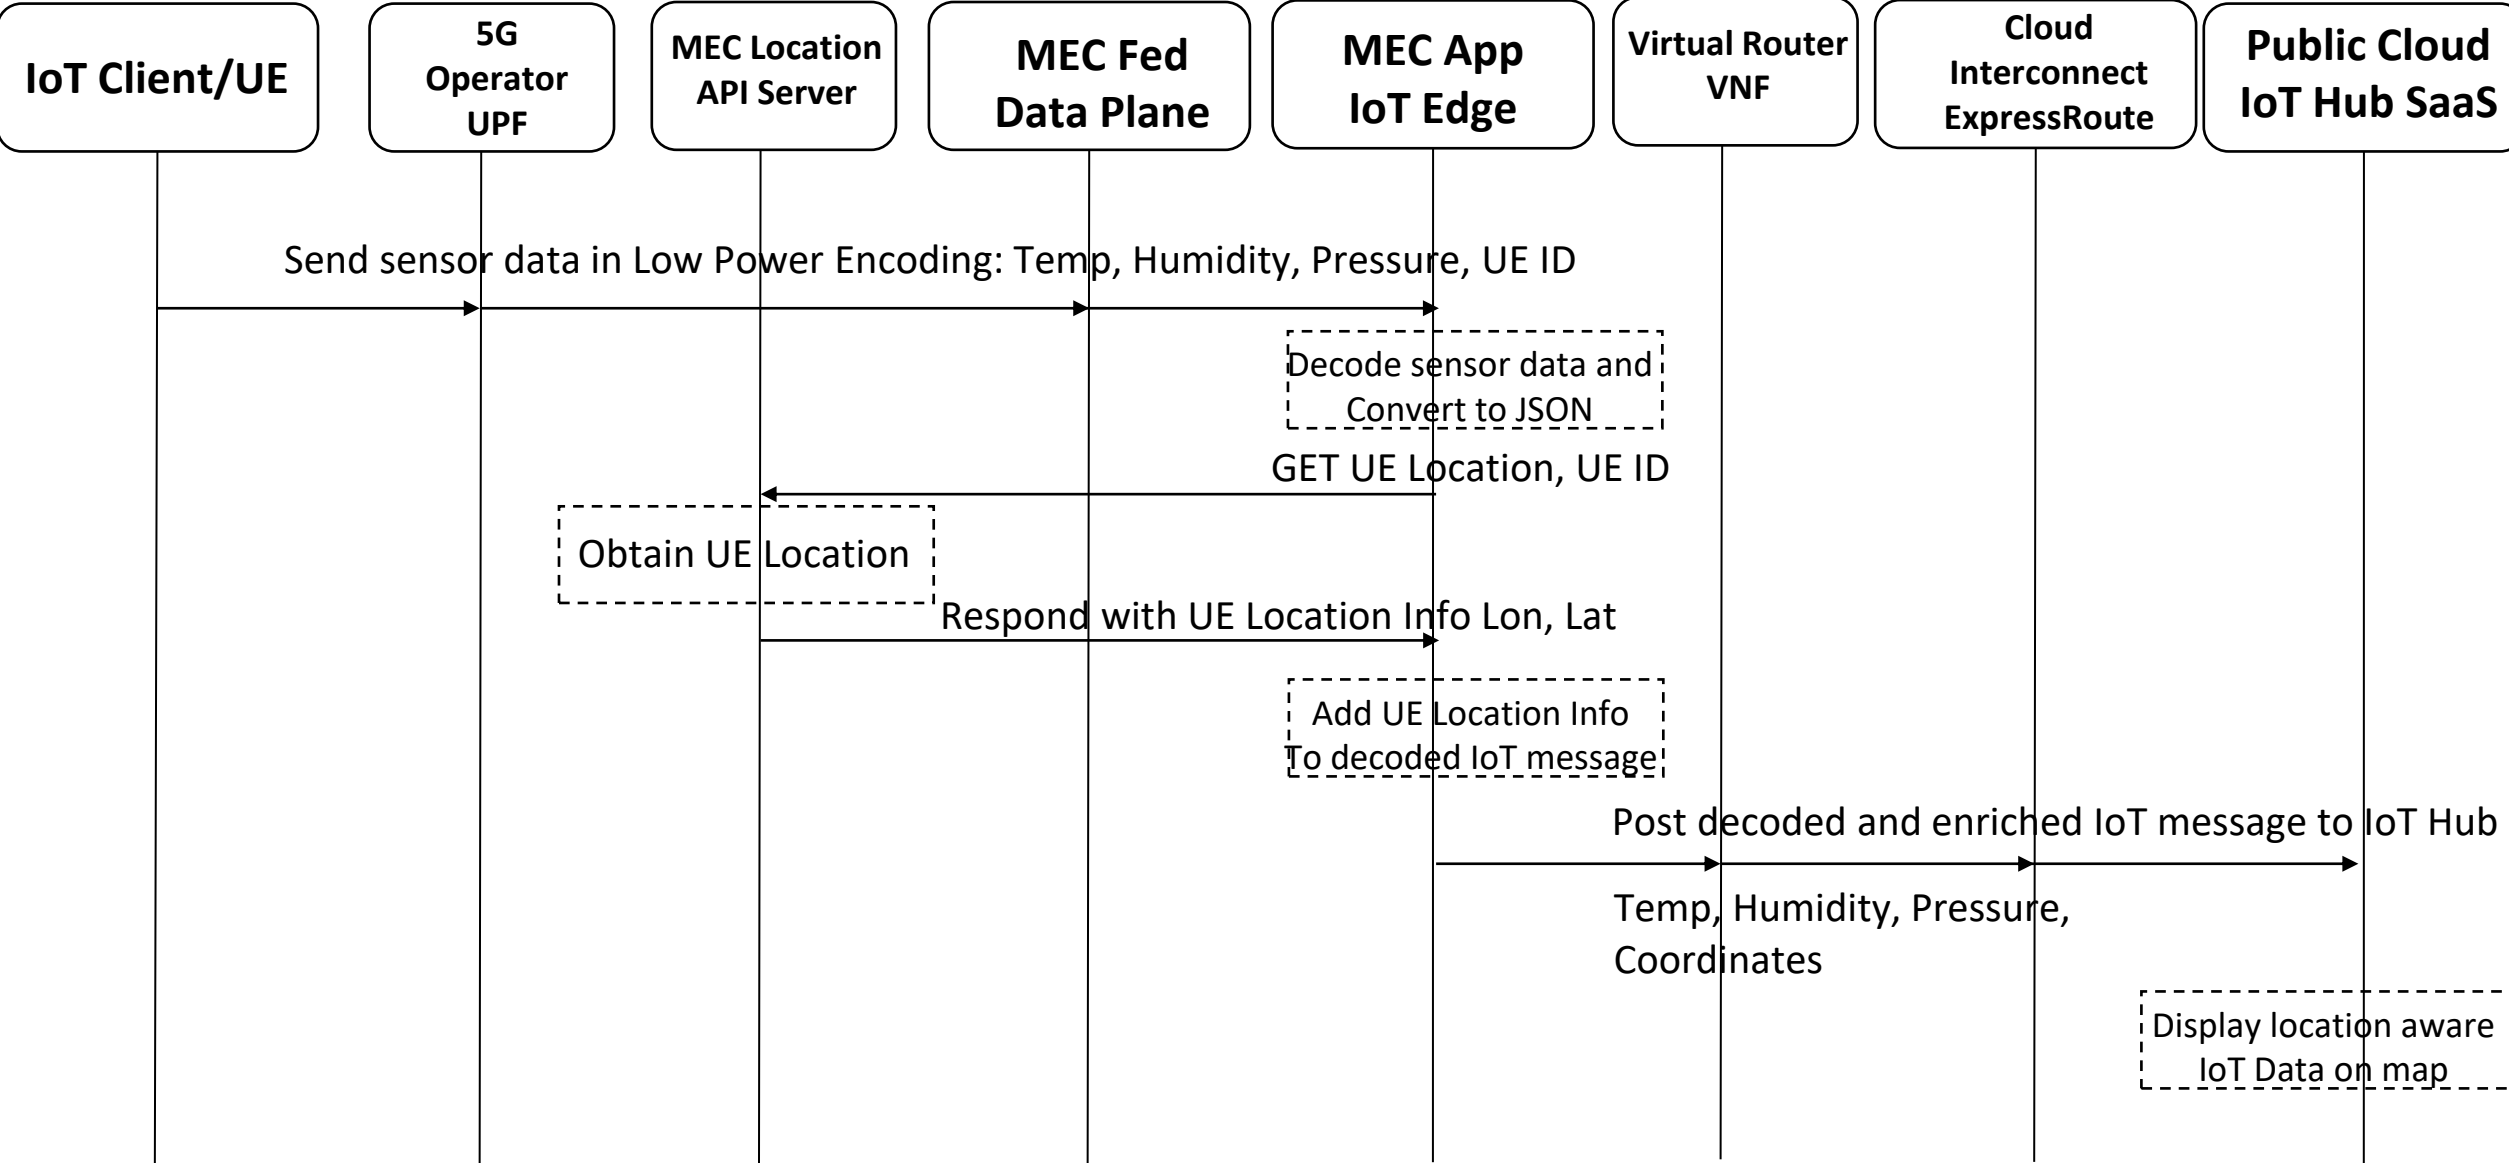 IoT Client/UE
5G
Operator
UPF
MEC Location
API Server
MEC Fed
Data Plane
MEC App
IoT Edge
Virtual Router
VNF
Cloud
Interconnect
ExpressRoute
Public Cloud
IoT Hub SaaS
Send sensor data in Low Power Encoding: Temp, Humidity, Pressure, UE ID
Decode sensor data and
Convert to JSON
GET UE Location, UE ID
Obtain UE Location
Respond with UE Location Info Lon, Lat
Add UE Location Info
To decoded IoT message
Post decoded and enriched IoT message to IoT Hub
Temp, Humidity, Pressure,
Coordinates
Display location aware
IoT Data on map